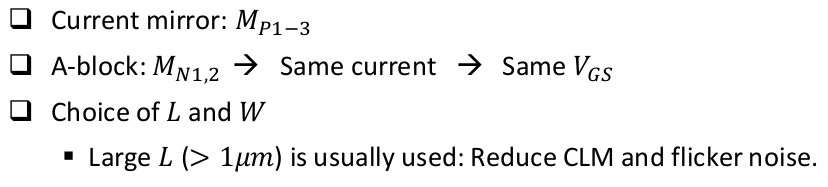 ❑ Current mirror: M_{P1−3}
❑ A-block: M_{N1,2} → Same current → Same V_{GS}
❑ Choice of L and W
▪ Large L (> 1μm) is usually used: Reduce CLM and flicker noise.